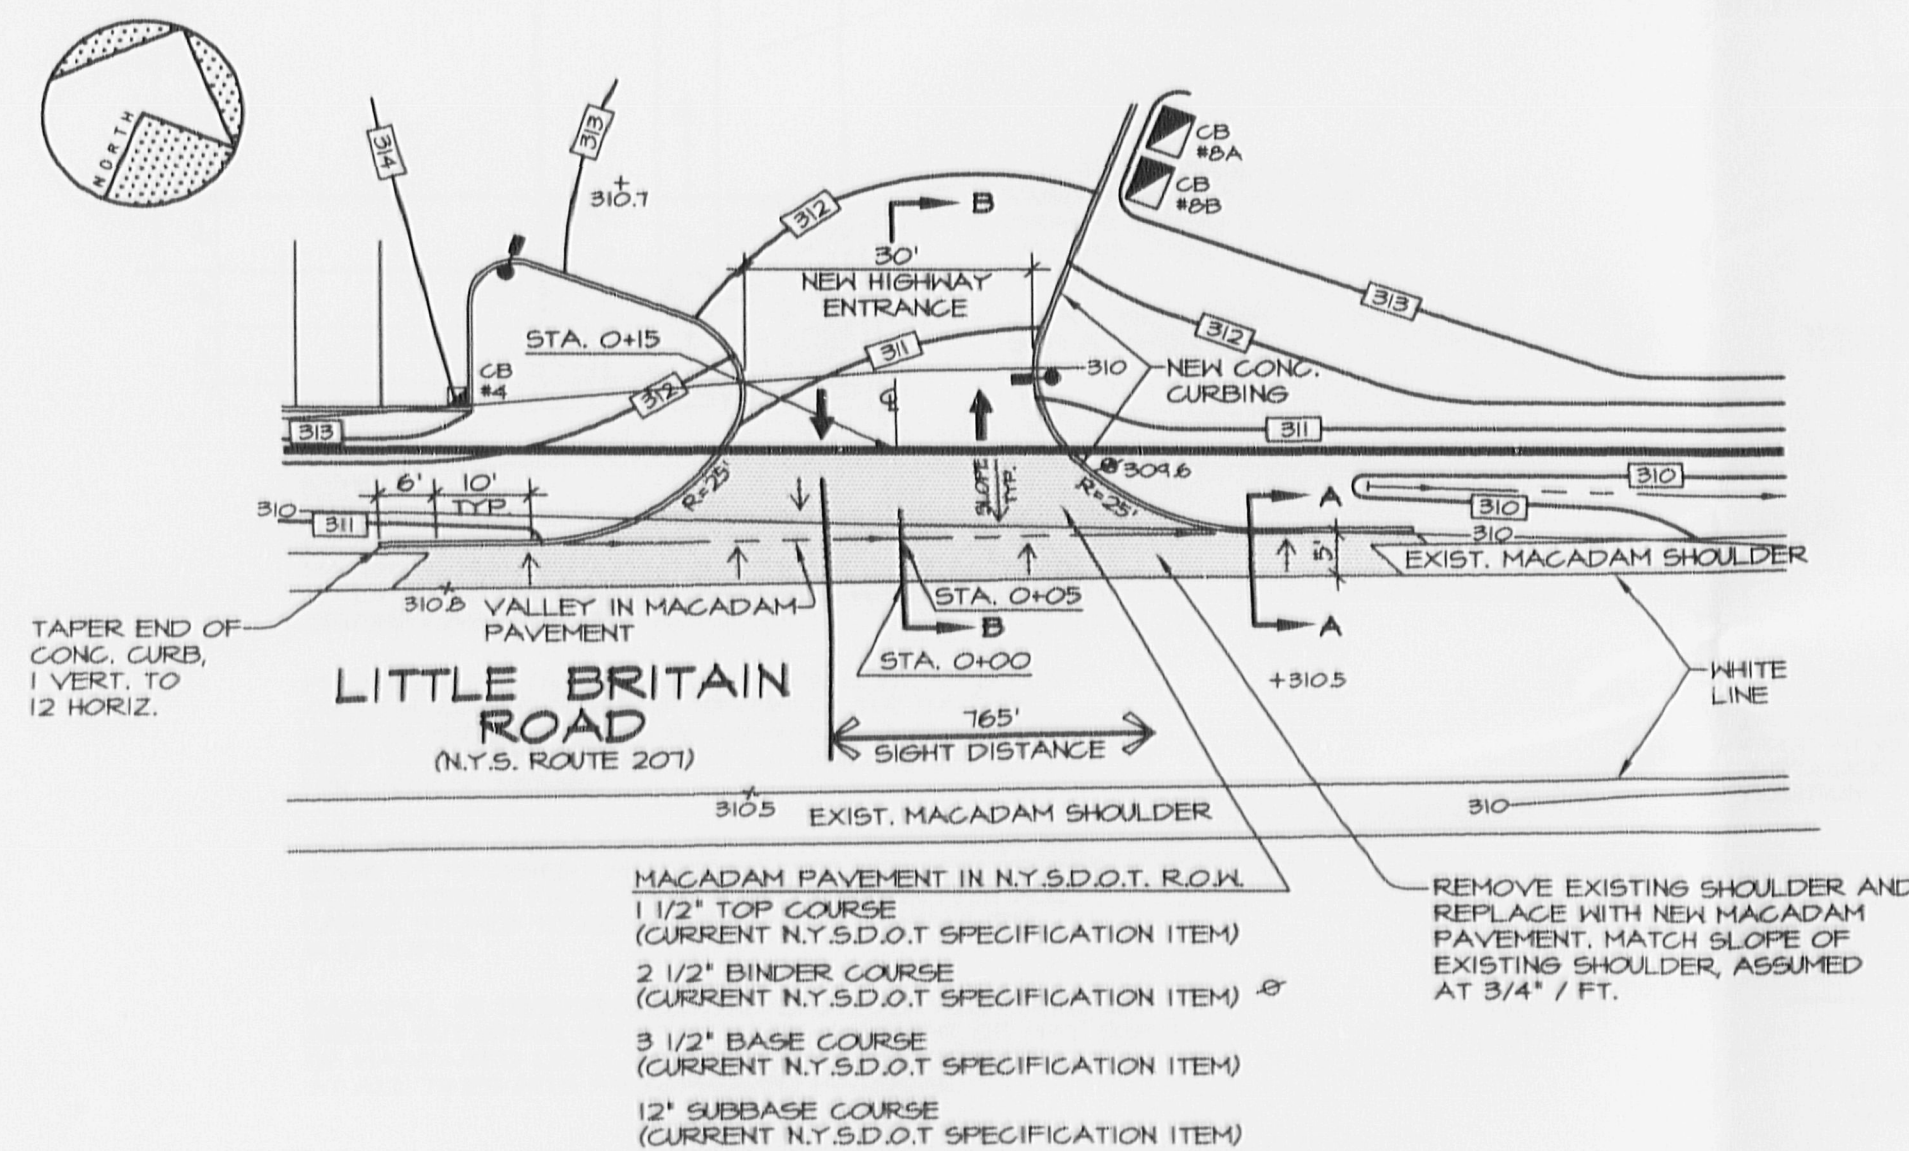 NORTH
314
313
310.7
312
B
CB
#8A
CB
#8B
30'
NEW HIGHWAY
ENTRANCE
313
STA. 0+15
311
312
CB
#4
312
310
NEW CONC.
CURBING
℄
313
311
6'
10'
TYP.
R=25'
SLOPE
TYP.
309.6
R=25'
A
310
310
310
311
310
5'
EXIST. MACADAM SHOULDER
310.8
VALLEY IN MACADAM
PAVEMENT
STA. 0+05
B
STA. 0+00
A
TAPER END OF
CONC. CURB,
1 VERT. TO
12 HORIZ.
LITTLE BRITAIN
ROAD
(N.Y.S. ROUTE 207)
+310.5
WHITE
LINE
765'
SIGHT DISTANCE
310.5
EXIST. MACADAM SHOULDER
310
MACADAM PAVEMENT IN N.Y.S.D.O.T. R.O.W.
1 1/2" TOP COURSE
(CURRENT N.Y.S.D.O.T SPECIFICATION ITEM)
2 1/2" BINDER COURSE
(CURRENT N.Y.S.D.O.T SPECIFICATION ITEM)
3 1/2" BASE COURSE
(CURRENT N.Y.S.D.O.T SPECIFICATION ITEM)
12" SUBBASE COURSE
(CURRENT N.Y.S.D.O.T SPECIFICATION ITEM)
REMOVE EXISTING SHOULDER AND
REPLACE WITH NEW MACADAM
PAVEMENT. MATCH SLOPE OF
EXISTING SHOULDER, ASSUMED
AT 3/4" / FT.